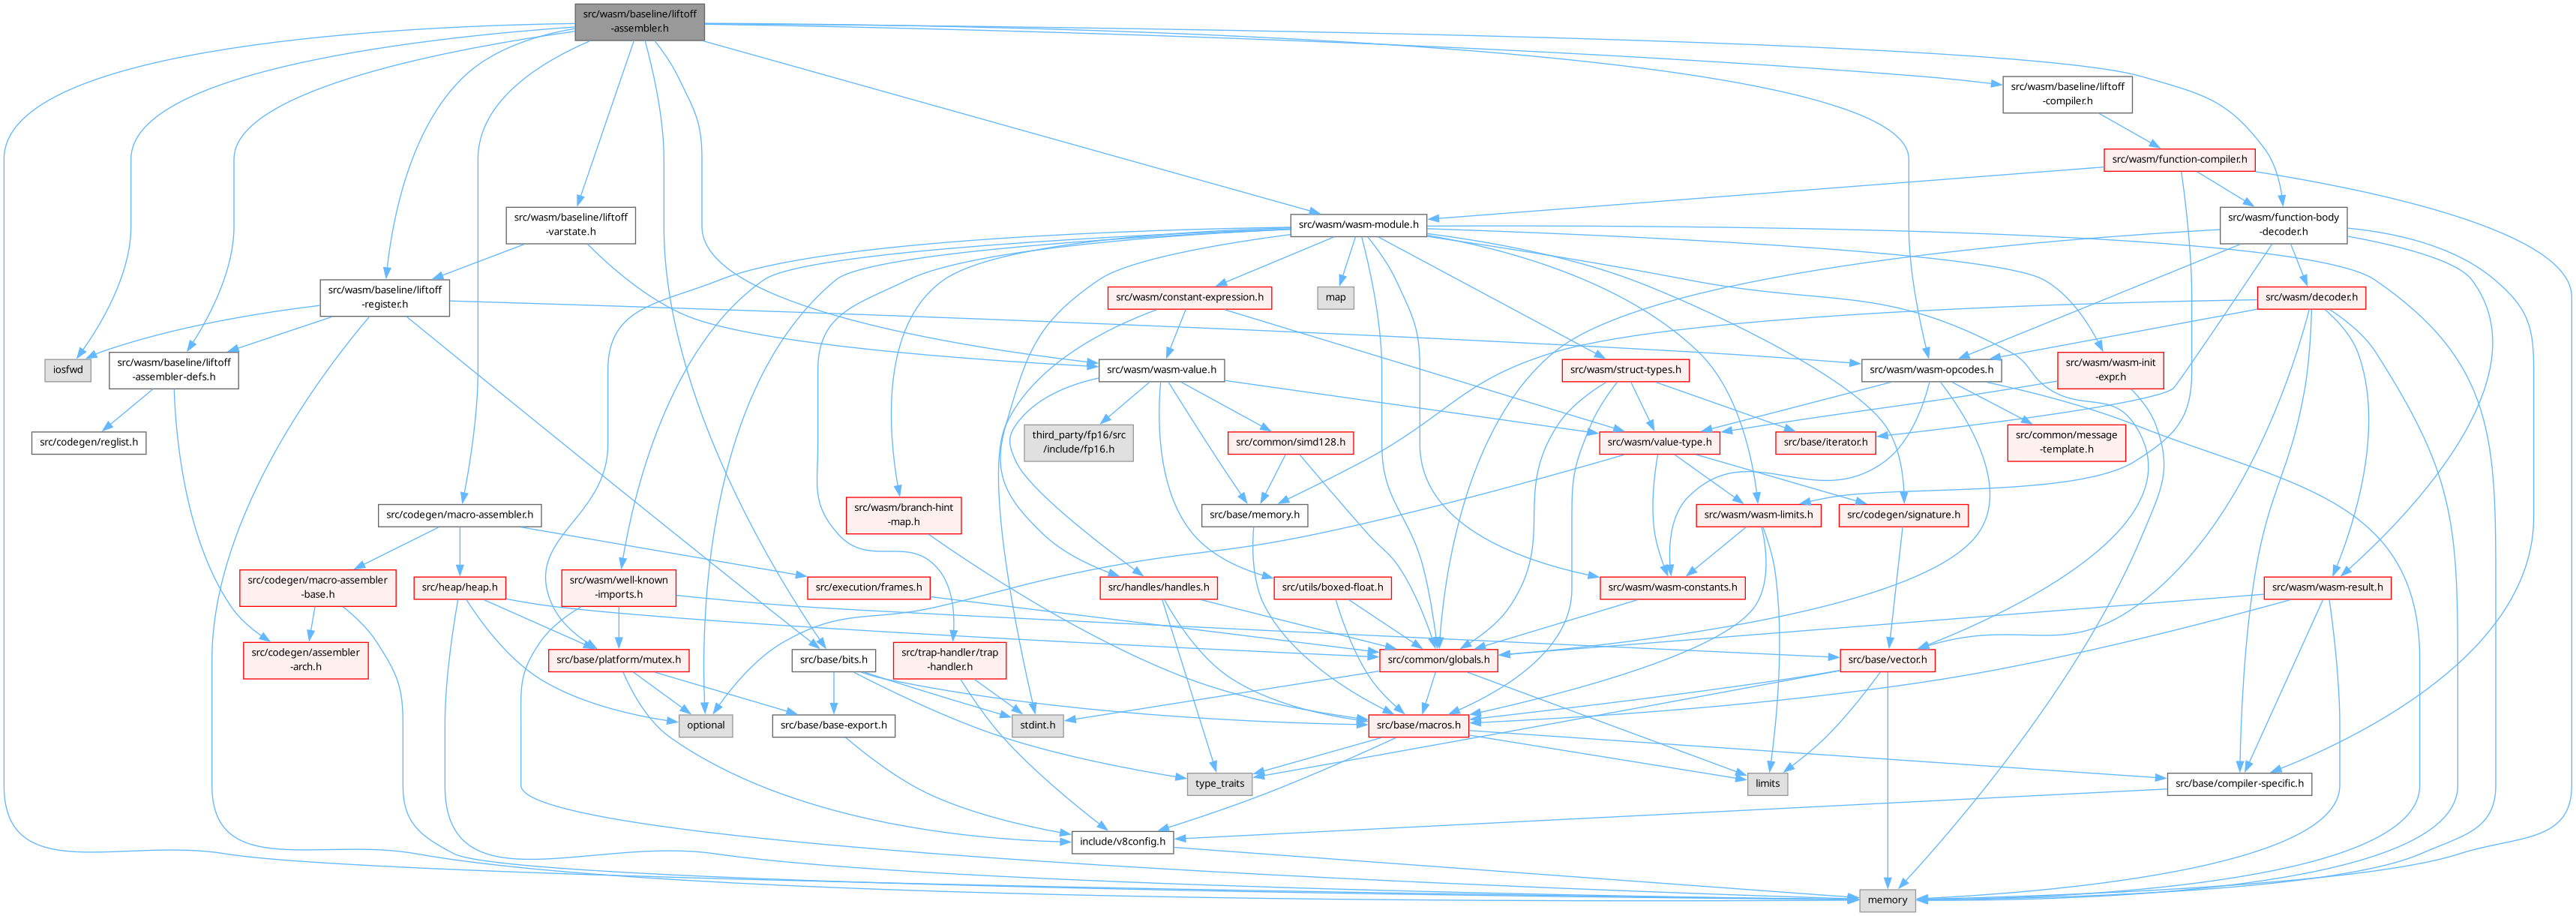 src/wasm/baseline/liftoff
-assembler.h
src/wasm/baseline/liftoff
-compiler.h
src/wasm/function-compiler.h
src/wasm/baseline/liftoff
-varstate.h
src/wasm/wasm-module.h
src/wasm/function-body
-decoder.h
src/wasm/baseline/liftoff
-register.h
src/wasm/constant-expression.h
map
src/wasm/decoder.h
iosfwd
src/wasm/baseline/liftoff
-assembler-defs.h
src/wasm/wasm-value.h
src/wasm/struct-types.h
src/wasm/wasm-opcodes.h
src/wasm/wasm-init
-expr.h
src/codegen/reglist.h
third_party/fp16/src
/include/fp16.h
src/common/simd128.h
src/wasm/value-type.h
src/base/iterator.h
src/common/message
-template.h
src/codegen/macro-assembler.h
src/wasm/branch-hint
-map.h
src/base/memory.h
src/wasm/wasm-limits.h
src/codegen/signature.h
src/codegen/macro-assembler
-base.h
src/heap/heap.h
src/wasm/well-known
-imports.h
src/execution/frames.h
src/handles/handles.h
src/utils/boxed-float.h
src/wasm/wasm-constants.h
src/wasm/wasm-result.h
src/codegen/assembler
-arch.h
src/base/platform/mutex.h
src/base/bits.h
src/trap-handler/trap
-handler.h
src/common/globals.h
src/base/vector.h
optional
src/base/base-export.h
stdint.h
src/base/macros.h
type_traits
limits
src/base/compiler-specific.h
include/v8config.h
memory